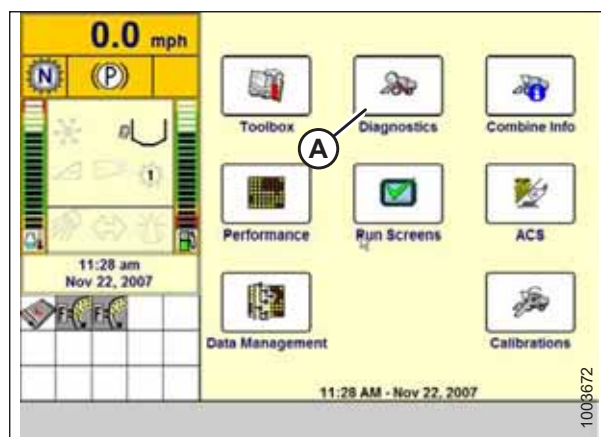 0.0 mph
N
(P)
1
11:28 am
Nov 22, 2007
F
F
Toolbox
Diagnostics
Combine Info
A
Performance
Run Screens
ACS
Data Management
Calibrations
11:28 AM - Nov 22, 2007
1003672